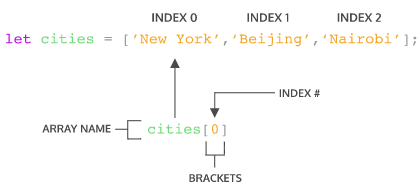 INDEX 0 INDEX 1 INDEX 2
let cities = [’New York’,‘Beijing’,‘Nairobi’];
INDEX #
ARRAY NAME cities[0]
BRACKETS